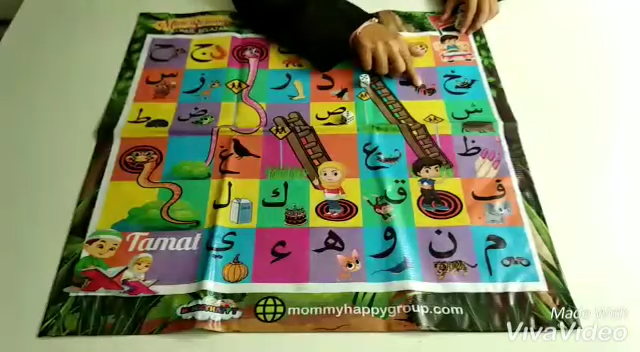 ح ج
س ز ر د خ
ط ض ص ش
غ ع ظ
ل ك ق ف
Tamat ي ء ه و ن م
mommyhappygroup.com
Made With
VivaVideo